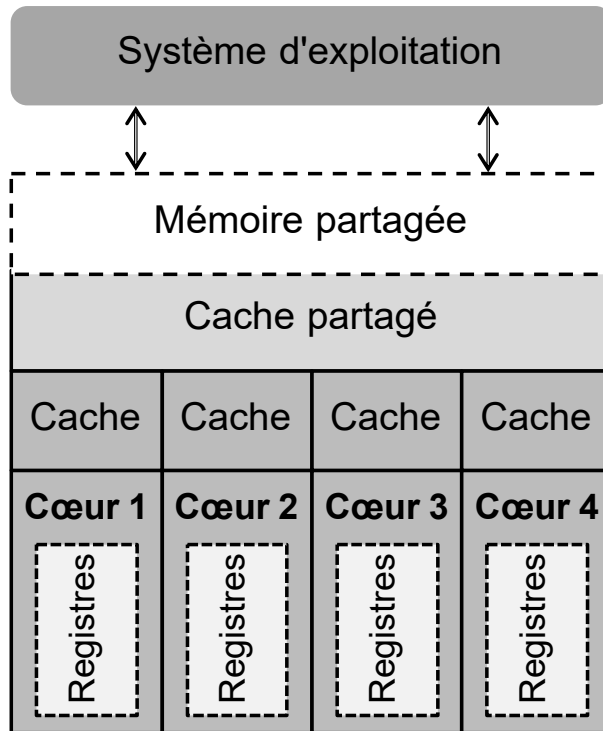 Système d'exploitation
Mémoire partagée
Cache partagé
Cache Cache Cache Cache
Cœur 1 Cœur 2 Cœur 3 Cœur 4
Registres Registres Registres Registres